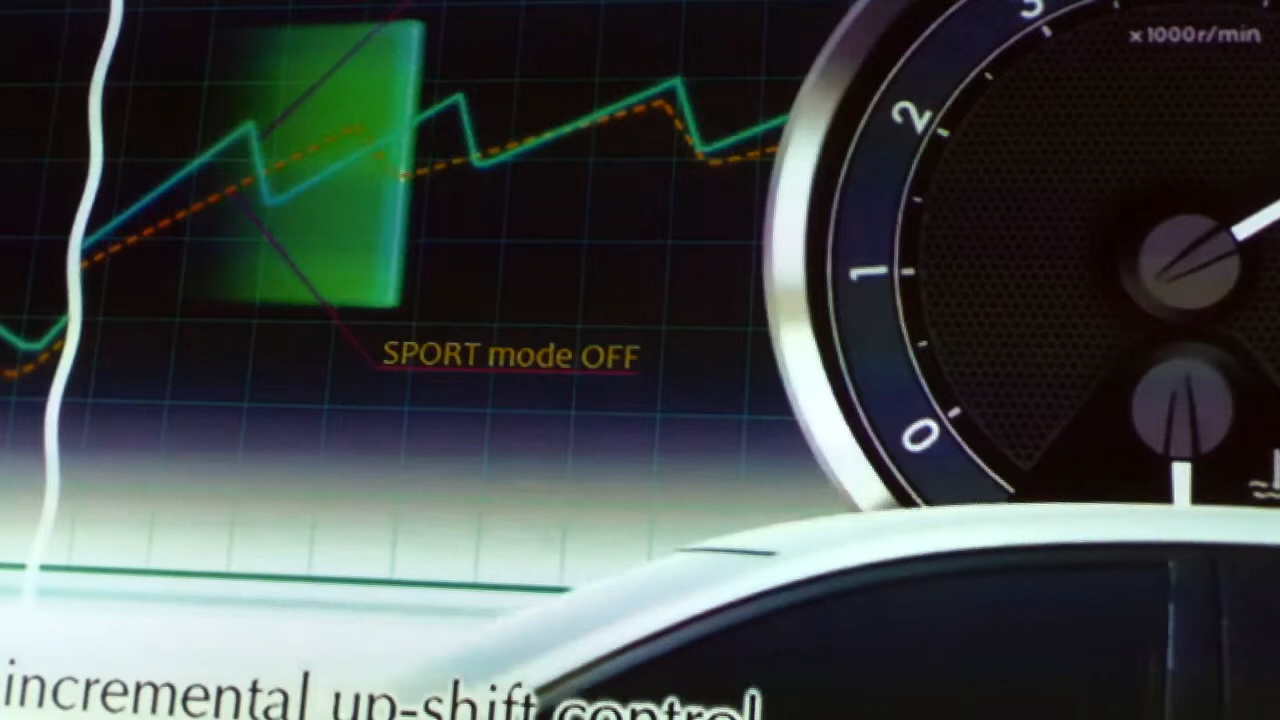 3
x1000r/min
2
SPORT mode OFF
1
0
incremental up-shift control